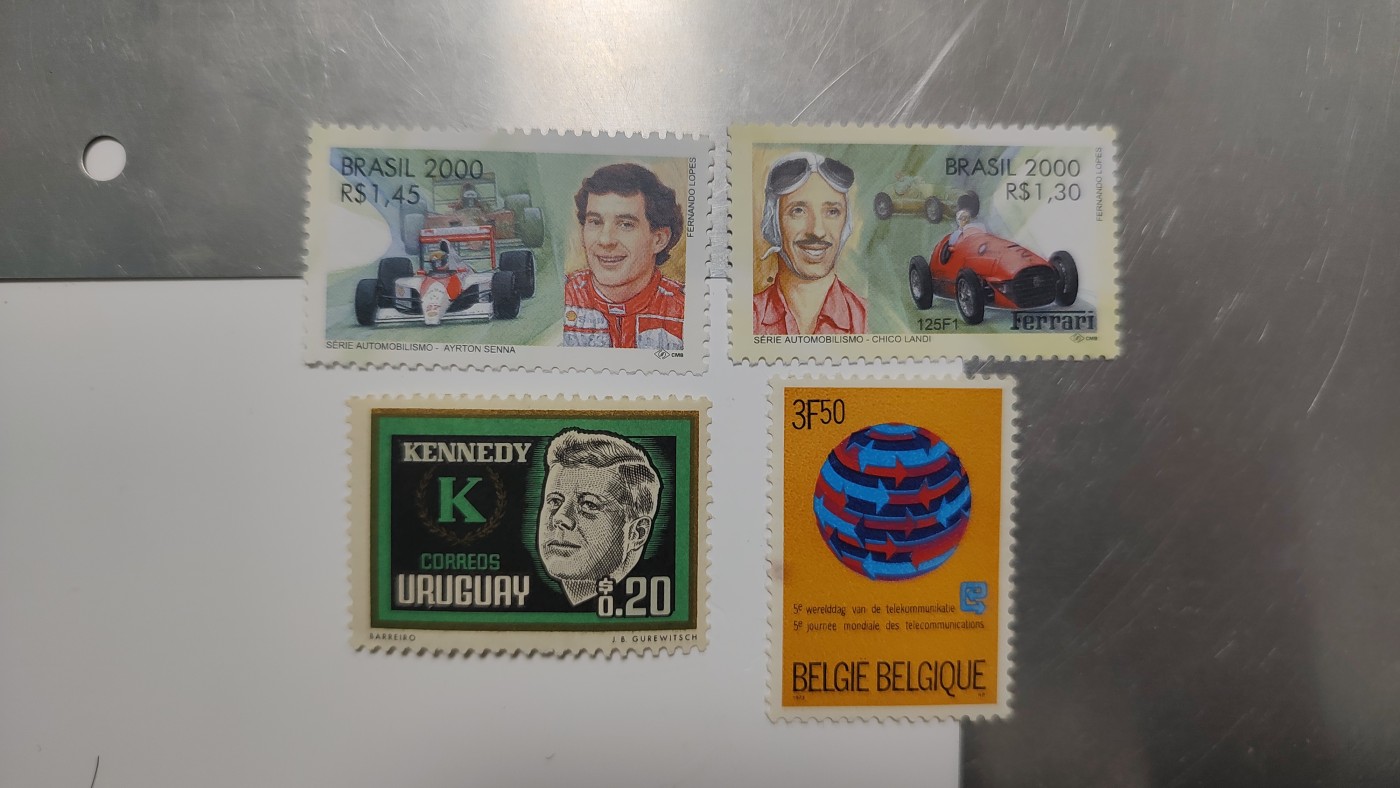 BRASIL 2000
R$1,45
FERNANDO LOPES
SÉRIE AUTOMOBILISMO - AYRTON SENNA
CMB
BRASIL 2000
R$1,30
FERNANDO LOPES
125F1
Ferrari
SÉRIE AUTOMOBILISMO - CHICO LANDI
CMB
KENNEDY
K
CORREOS
URUGUAY
$0.20
BARREIRO
J. B. GUREWITSCH
3F50
5e werelddag van de telekommunikatie
5e journée mondiale des télécommunications
BELGIË BELGIQUE